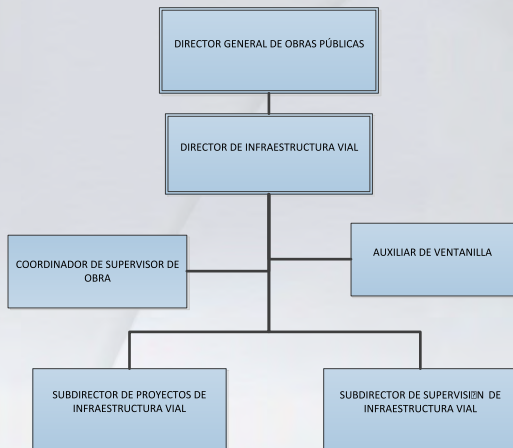 DIRECTOR GENERAL DE OBRAS PÚBLICAS
DIRECTOR DE INFRAESTRUCTURA VIAL
COORDINADOR DE SUPERVISOR DE
OBRA
AUXILIAR DE VENTANILLA
SUBDIRECTOR DE PROYECTOS DE
INFRAESTRUCTURA VIAL
SUBDIRECTOR DE SUPERVISI�N DE
INFRAESTRUCTURA VIAL